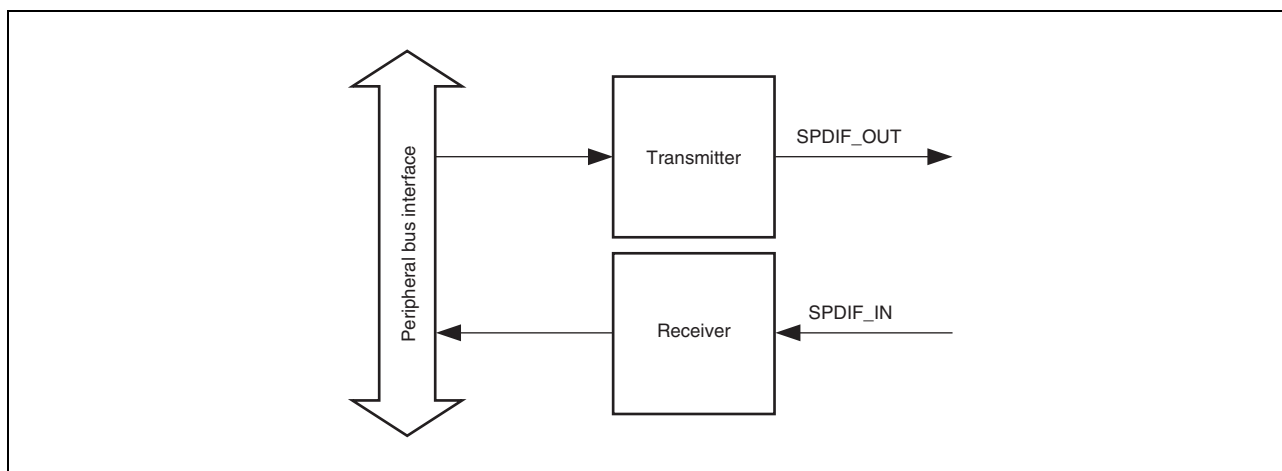 Peripheral bus interface
Transmitter
SPDIF_OUT
Receiver
SPDIF_IN